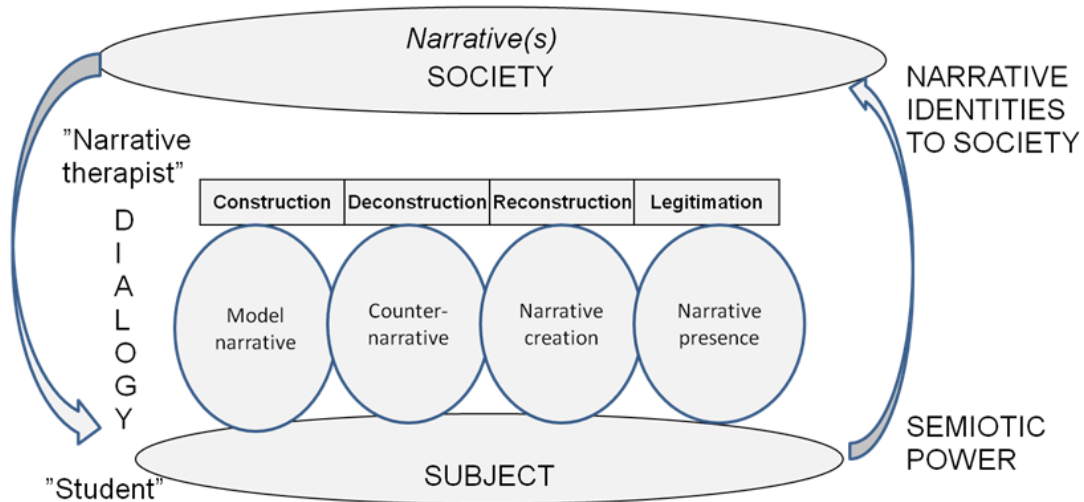 Narrative(s)
SOCIETY
NARRATIVE
IDENTITIES
TO SOCIETY
”Narrative
therapist”
D
I
A
L
O
G
Y
Construction
Deconstruction
Reconstruction
Legitimation
Model
narrative
Counter-
narrative
Narrative
creation
Narrative
presence
SUBJECT
SEMIOTIC
POWER
”Student”